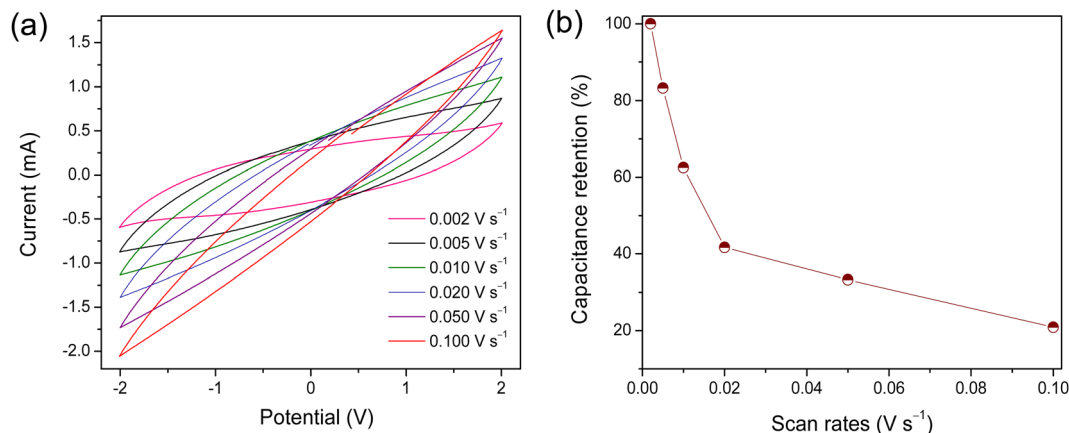 (a)
Current (mA)
1.5
1.0
0.5
0.0
-0.5
-1.0
-1.5
-2.0
0.002 V s⁻¹
0.005 V s⁻¹
0.010 V s⁻¹
0.020 V s⁻¹
0.050 V s⁻¹
0.100 V s⁻¹
-2 -1 0 1 2
Potential (V)
(b)
Capacitance retention (%)
100
80
60
40
20
0.00 0.02 0.04 0.06 0.08 0.10
Scan rates (V s⁻¹)